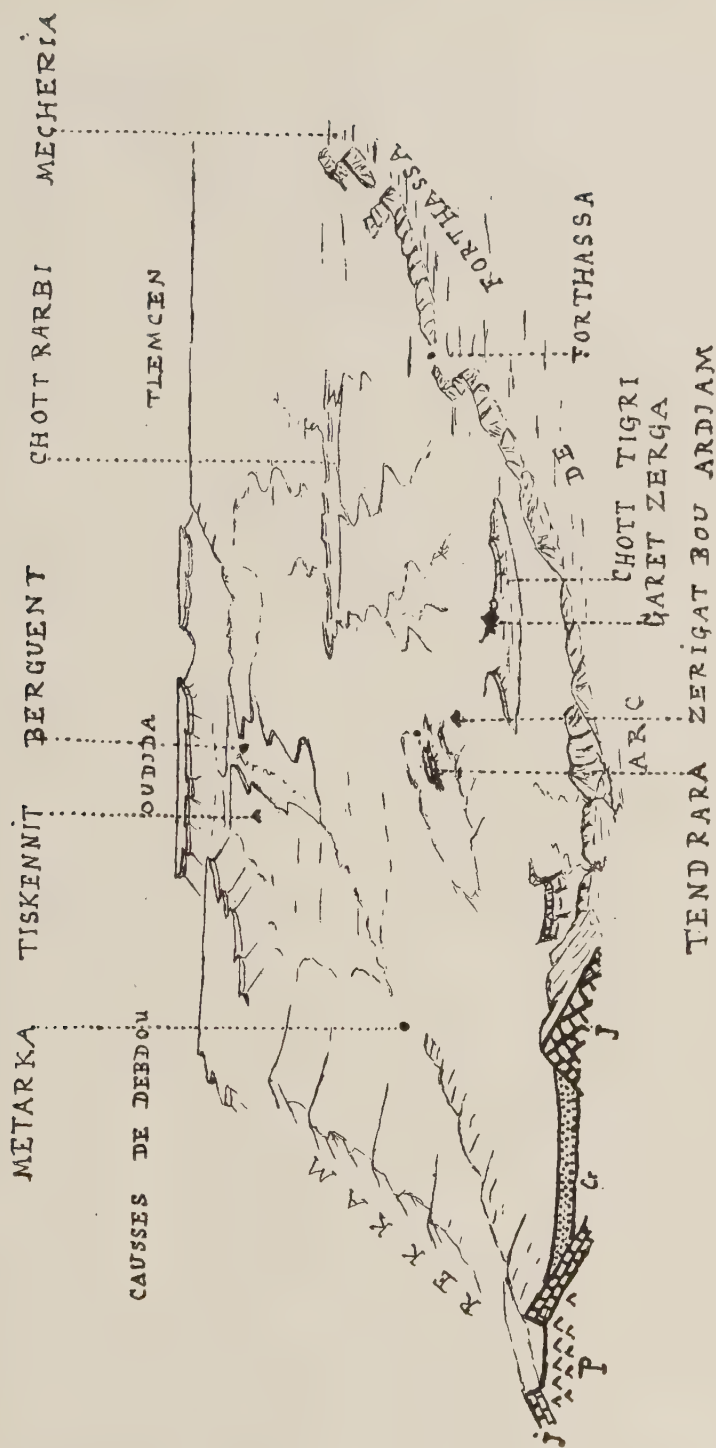 METARKA
TISKENNIT
BERGUENT
CHOTT RARBI
MECHERIA
CAUSSES DE DEBDOU
OUDJDA
TLEMCEN
REKKAM
ARC DE FORTHASSA
FORTHASSA
CHOTT TIGRI
GARET ZERGA
ZERIGAT BOU ARDJAM
TENDRARA
J
P
G
J